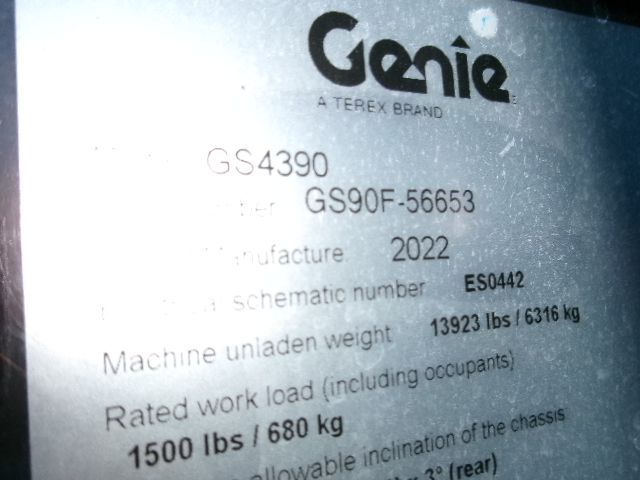 Genie
A TEREX BRAND
GS4390
GS90F-56653
Manufacture 2022
schematic number ES0442
Machine unladen weight 13923 lbs / 6316 kg
Rated work load (including occupants)
1500 lbs / 680 kg
allowable inclination of the chassis
3° (rear)